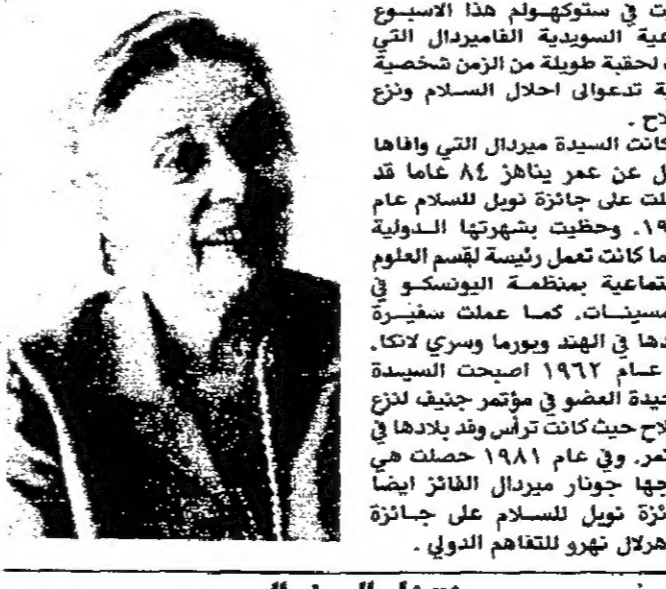 ت في ستوكهولم هذا الاسبوع
عية السويدية الفاميردال التي
لحقبة طويلة من الزمن شخصية
ية تدعوالى احلال السلام ونزع
لاح .
كانت السيدة ميردال التي وافاها
ل عن عمر يناهز ٨٤ عاما قد
لت على جائزة نوبل للسلام عام
١٩. وحظيت بشهرتها الدولية
ما كانت تعمل رئيسة لقسم العلوم
تماعية بمنظمة اليونسكو في
مسينات. كما عملت سفيرة
دها في الهند وبورما وسري لانكا.
عام ١٩٦٢ اصبحت السيدة
حيدة العضو في مؤتمر جنيف لنزع
لاح حيث كانت ترأس وفد بلادها في
تمر. وفي عام ١٩٨١ حصلت هي
جها جونار ميردال الفائز ايضا
ئزة نوبل للسلام على جائزة
هرلال نهرو للتفاهم الدولي .